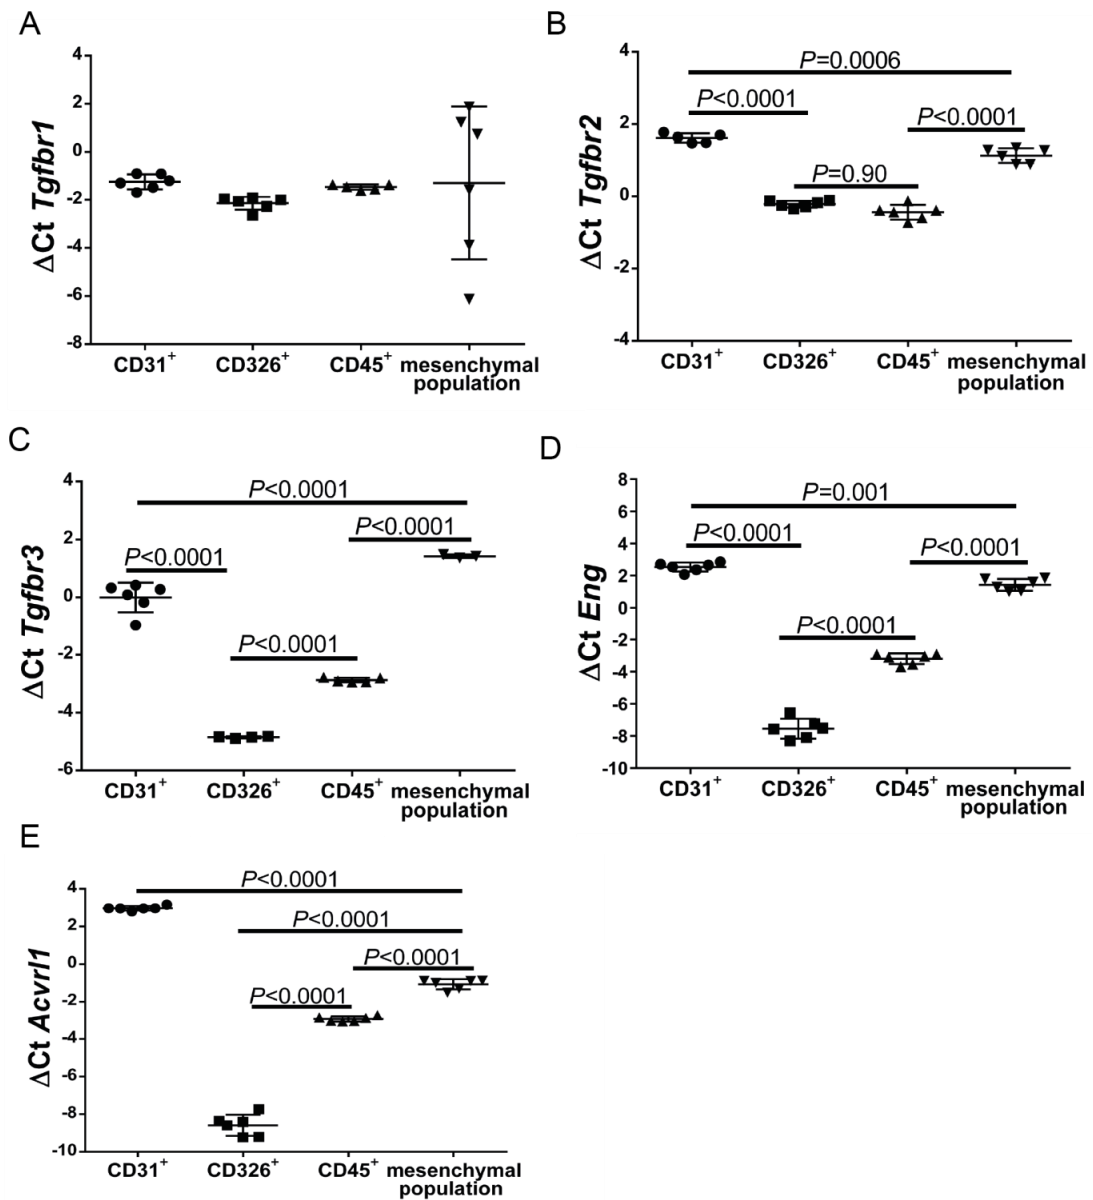 A
ΔCt Tgfbr1
4
2
0
-2
-4
-6
-8
CD31+
CD326+
CD45+
mesenchymal
population
B
ΔCt Tgfbr2
4
2
0
-2
-4
P=0.0006
P<0.0001
P<0.0001
P=0.90
CD31+
CD326+
CD45+
mesenchymal
population
C
ΔCt Tgfbr3
4
2
0
-2
-4
-6
P<0.0001
P<0.0001
P<0.0001
P<0.0001
CD31+
CD326+
CD45+
mesenchymal
population
D
ΔCt Eng
8
6
4
2
0
-2
-4
-6
-8
-10
P=0.001
P<0.0001
P<0.0001
P<0.0001
CD31+
CD326+
CD45+
mesenchymal
population
E
ΔCt Acvrl1
4
2
0
-2
-4
-6
-8
-10
P<0.0001
P<0.0001
P<0.0001
P<0.0001
CD31+
CD326+
CD45+
mesenchymal
population